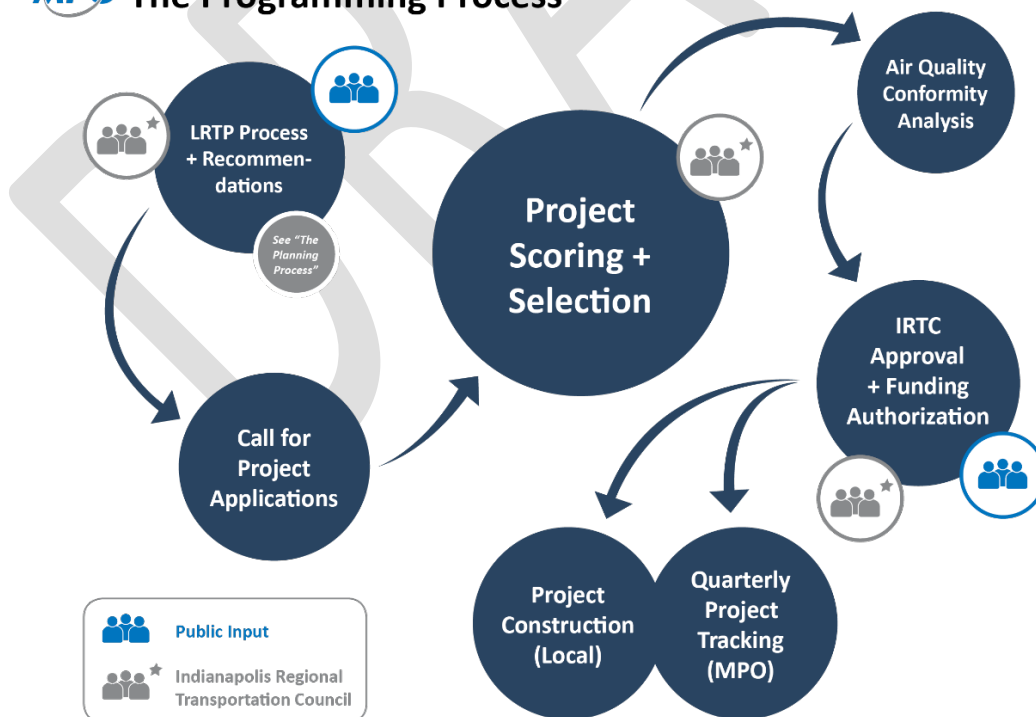 MPO The Programming Process
LRTP Process
+ Recommen-
dations
See "The
Planning
Process"
Call for
Project
Applications
Project
Scoring +
Selection
Air Quality
Conformity
Analysis
IRTC
Approval
+ Funding
Authorization
Project
Construction
(Local)
Quarterly
Project
Tracking
(MPO)
Public Input
Indianapolis Regional
Transportation Council